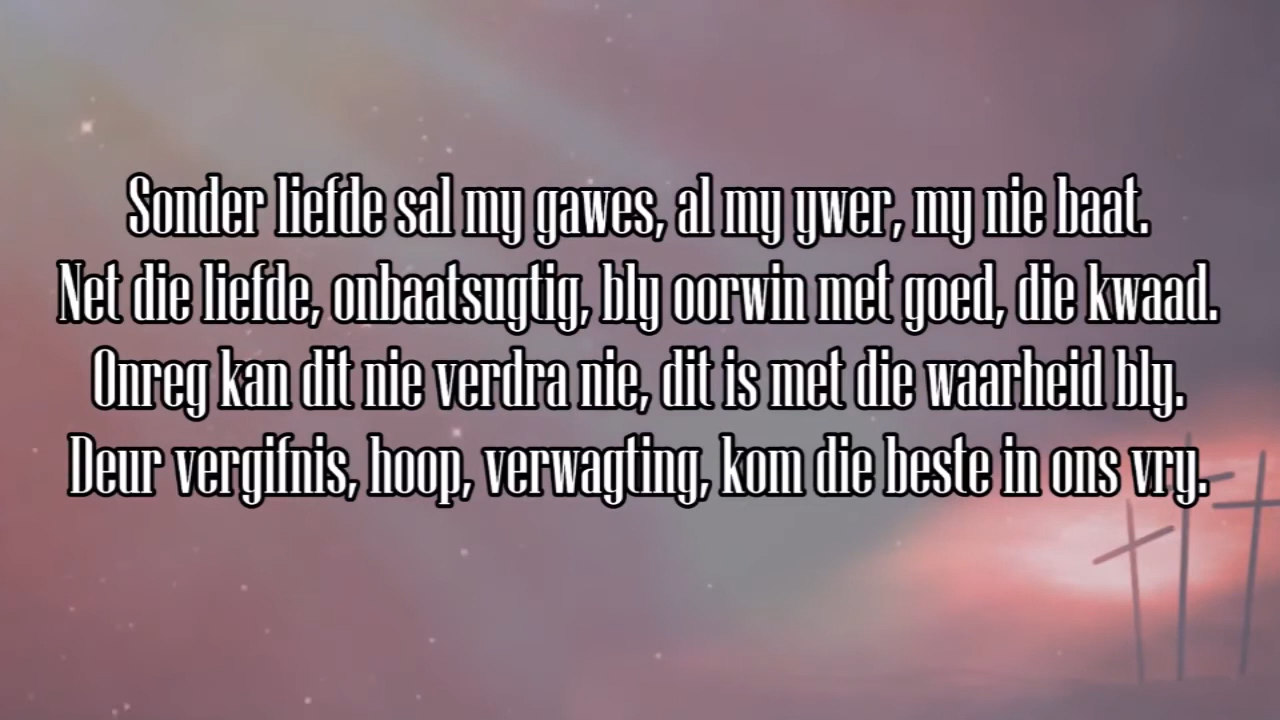 Sonder liefde sal my gawes, al my ywer, my nie baat.
Net die liefde, onbaatsugtig, bly oorwin met goed, die kwaad.
Onreg kan dit nie verdra nie, dit is met die waarheid bly.
Deur vergifnis, hoop, verwagting, kom die beste in ons vry.